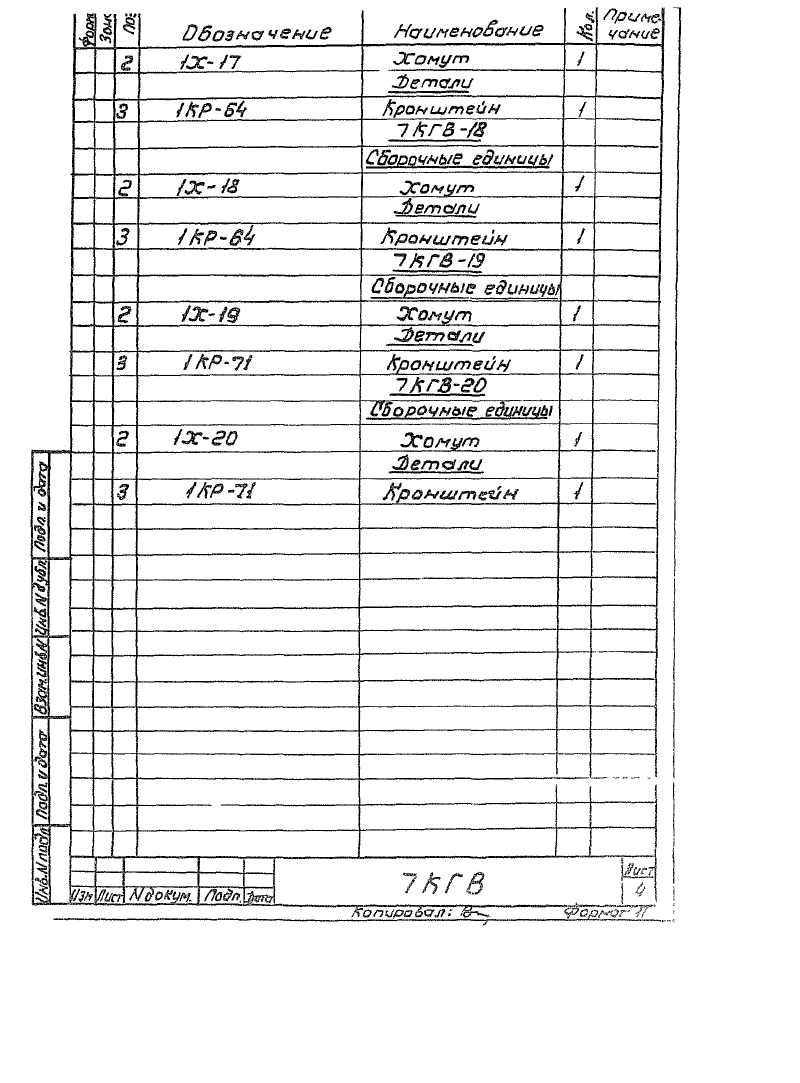 Обозначение Наименование Кол. Приме-
чание
2 1Х-17 Хомут 1
Детали
3 1КР-64 Кронштейн 1
7КГВ-18
Сборочные единицы
2 1Х-18 Хомут 1
Детали
3 1КР-64 Кронштейн 1
7КГВ-19
Сборочные единицы
2 1Х-19 Хомут 1
Детали
3 1КР-71 Кронштейн 1
7КГВ-20
Сборочные единицы
2 1Х-20 Хомут 1
Детали
3 1КР-71 Кронштейн 1
Подп. и дата
Инв.N дубл.
Взам.инв.N
Подп. и дата
Инв.N подл.
Изм Лист N докум. Подп. Дата
7КГВ
Лист
4
Копировал:
Формат 11